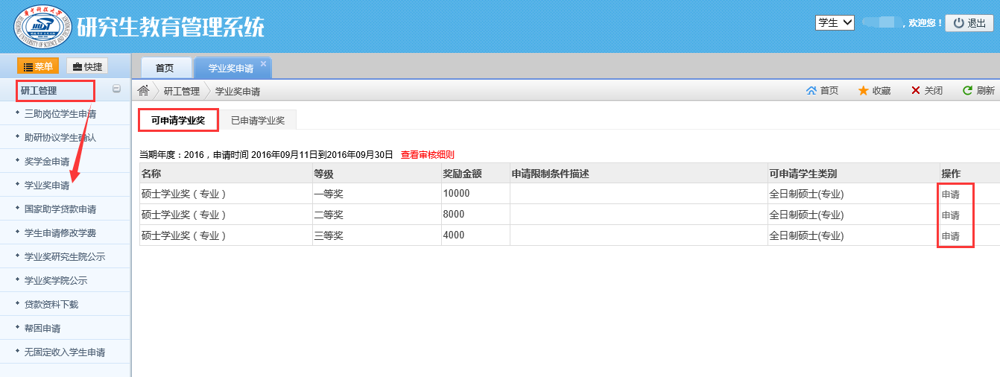 华中科技大学
HUAZHONG UNIVERSITY OF SCIENCE AND TECHNOLOGY
HUST
研究生教育管理系统
学生
，欢迎您！
退出
菜单
快捷
首页
学业奖申请
研工管理
研工管理
学业奖申请
首页
收藏
关闭
刷新
三助岗位学生申请
助研协议学生确认
奖学金申请
学业奖申请
国家助学贷款申请
学生申请修改学费
学业奖研究生院公示
学业奖学院公示
贷款资料下载
帮困申请
无固定收入学生申请
可申请学业奖
已申请学业奖
当期年度：2016，申请时间 2016年09月11日到2016年09月30日 查看审核细则
名称 等级 奖励金额 申请限制条件描述 可申请学生类别 操作
硕士学业奖（专业） 一等奖 10000 全日制硕士(专业) 申请
硕士学业奖（专业） 二等奖 8000 全日制硕士(专业) 申请
硕士学业奖（专业） 三等奖 4000 全日制硕士(专业) 申请